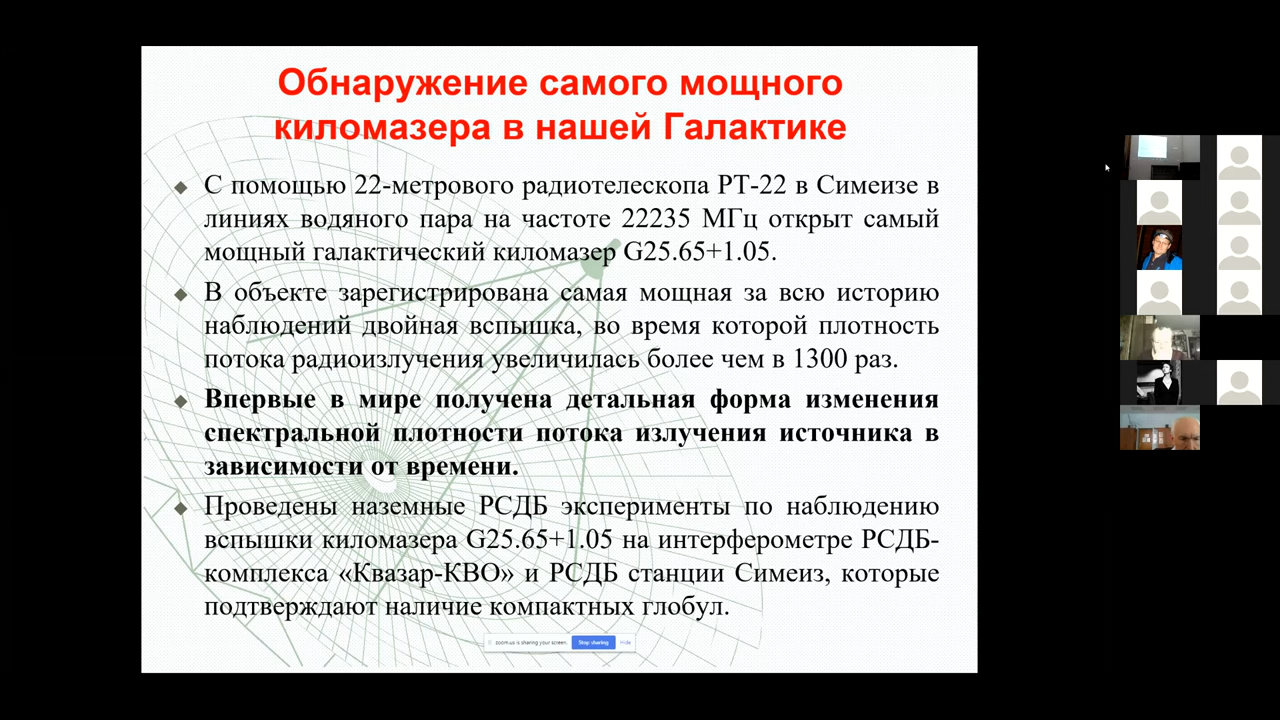 Обнаружение самого мощного
киломазера в нашей Галактике
С помощью 22-метрового радиотелескопа РТ-22 в Симеизе в
линиях водяного пара на частоте 22235 МГц открыт самый
мощный галактический киломазер G25.65+1.05.
В объекте зарегистрирована самая мощная за всю историю
наблюдений двойная вспышка, во время которой плотность
потока радиоизлучения увеличилась более чем в 1300 раз.
Впервые в мире получена детальная форма изменения
спектральной плотности потока излучения источника в
зависимости от времени.
Проведены наземные РСДБ эксперименты по наблюдению
вспышки киломазера G25.65+1.05 на интерферометре РСДБ-
комплекса «Квазар-КВО» и РСДБ станции Симеиз, которые
подтверждают наличие компактных глобул.
zoom.us is sharing your screen. Stop sharing Hide